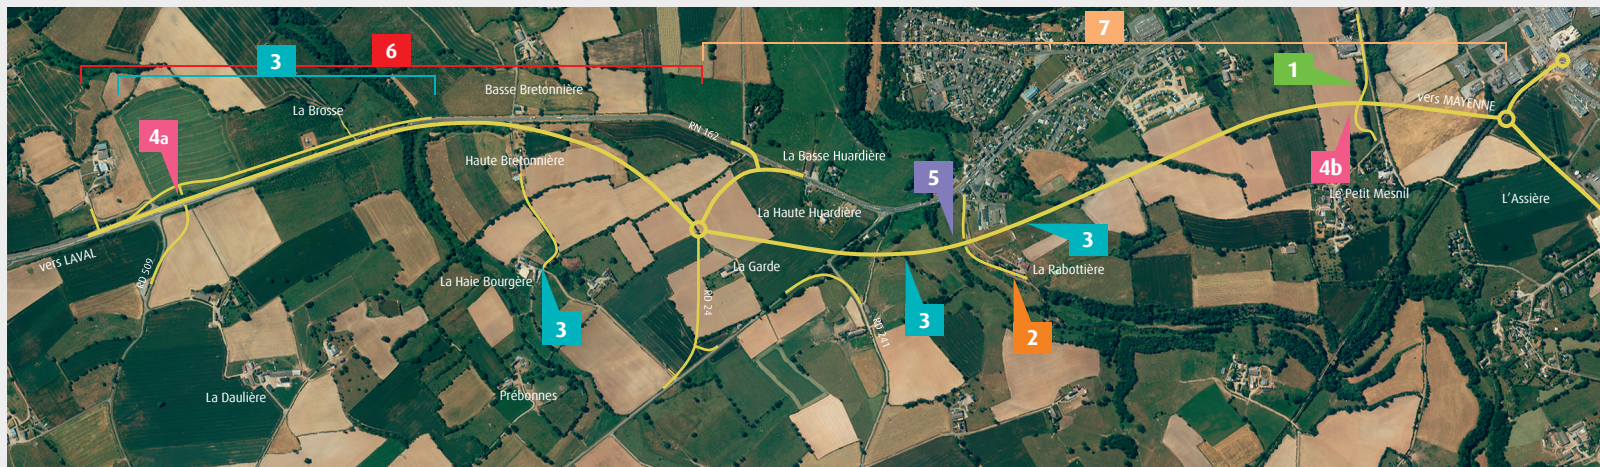 7
6
3
1
Basse Bretonnière
La Brosse
vers MAYENNE
RN 162
4a
La Basse Huardière
Haute Bretonnière
4b
5
Le Petit Mesnil
L'Assière
La Haute Huardière
3
vers LAVAL
RD 509
La Garde
La Rabottière
La Haie Bourgère
RD 24
3
3
RD 241
2
La Daulière
Prébonnes